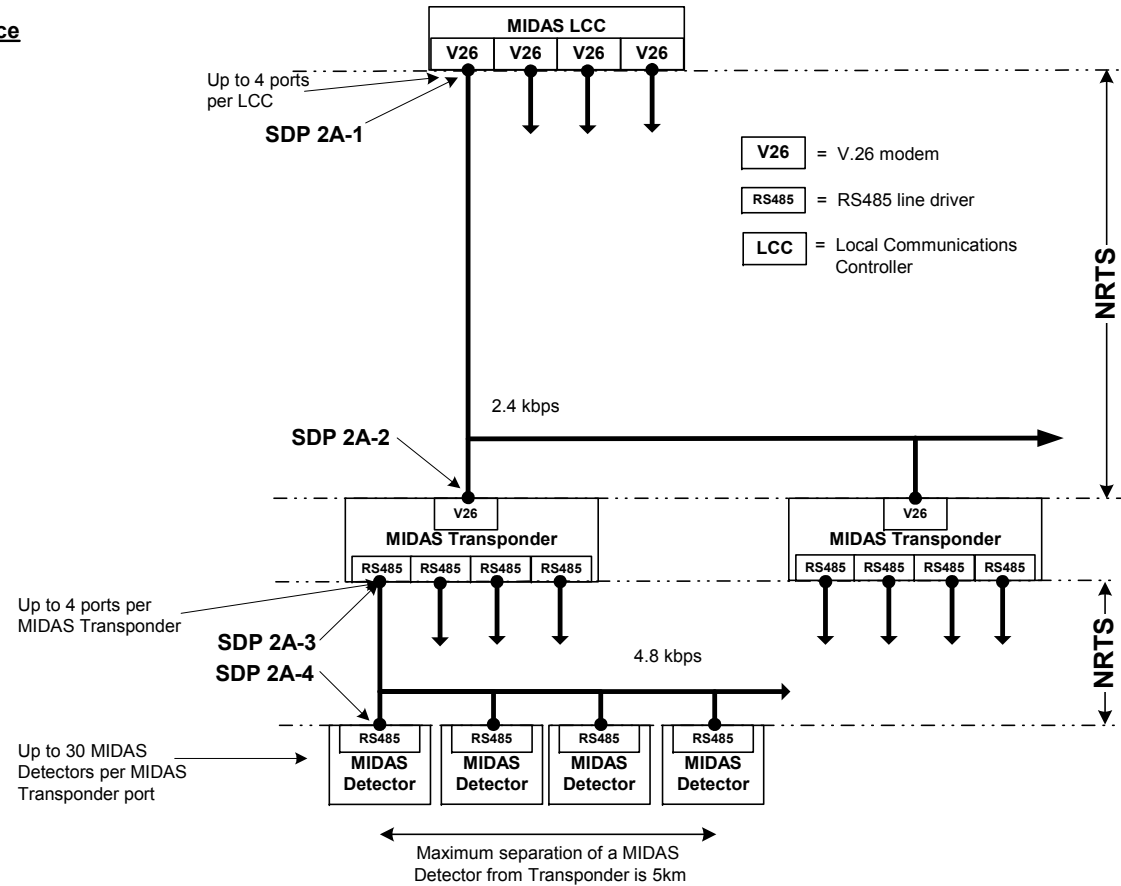 ce
MIDAS LCC
V26 V26 V26 V26
Up to 4 ports
per LCC
SDP 2A-1
V26 = V.26 modem
RS485 = RS485 line driver
LCC = Local Communications
Controller
NRTS
2.4 kbps
SDP 2A-2
V26
MIDAS Transponder
RS485 RS485 RS485 RS485
V26
MIDAS Transponder
RS485 RS485 RS485 RS485
Up to 4 ports per
MIDAS Transponder
SDP 2A-3
SDP 2A-4
4.8 kbps
NRTS
RS485 RS485 RS485 RS485
MIDAS MIDAS MIDAS MIDAS
Detector Detector Detector Detector
Up to 30 MIDAS
Detectors per MIDAS
Transponder port
Maximum separation of a MIDAS
Detector from Transponder is 5km